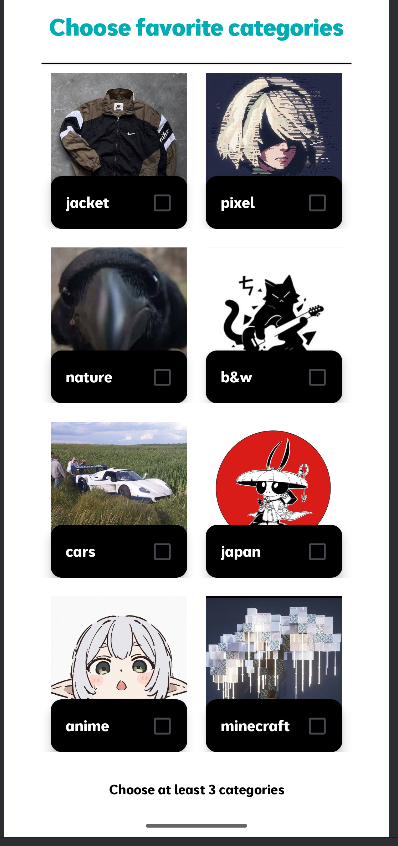 Choose favorite categories
jacket
pixel
nature
b&w
cars
japan
anime
minecraft
Choose at least 3 categories